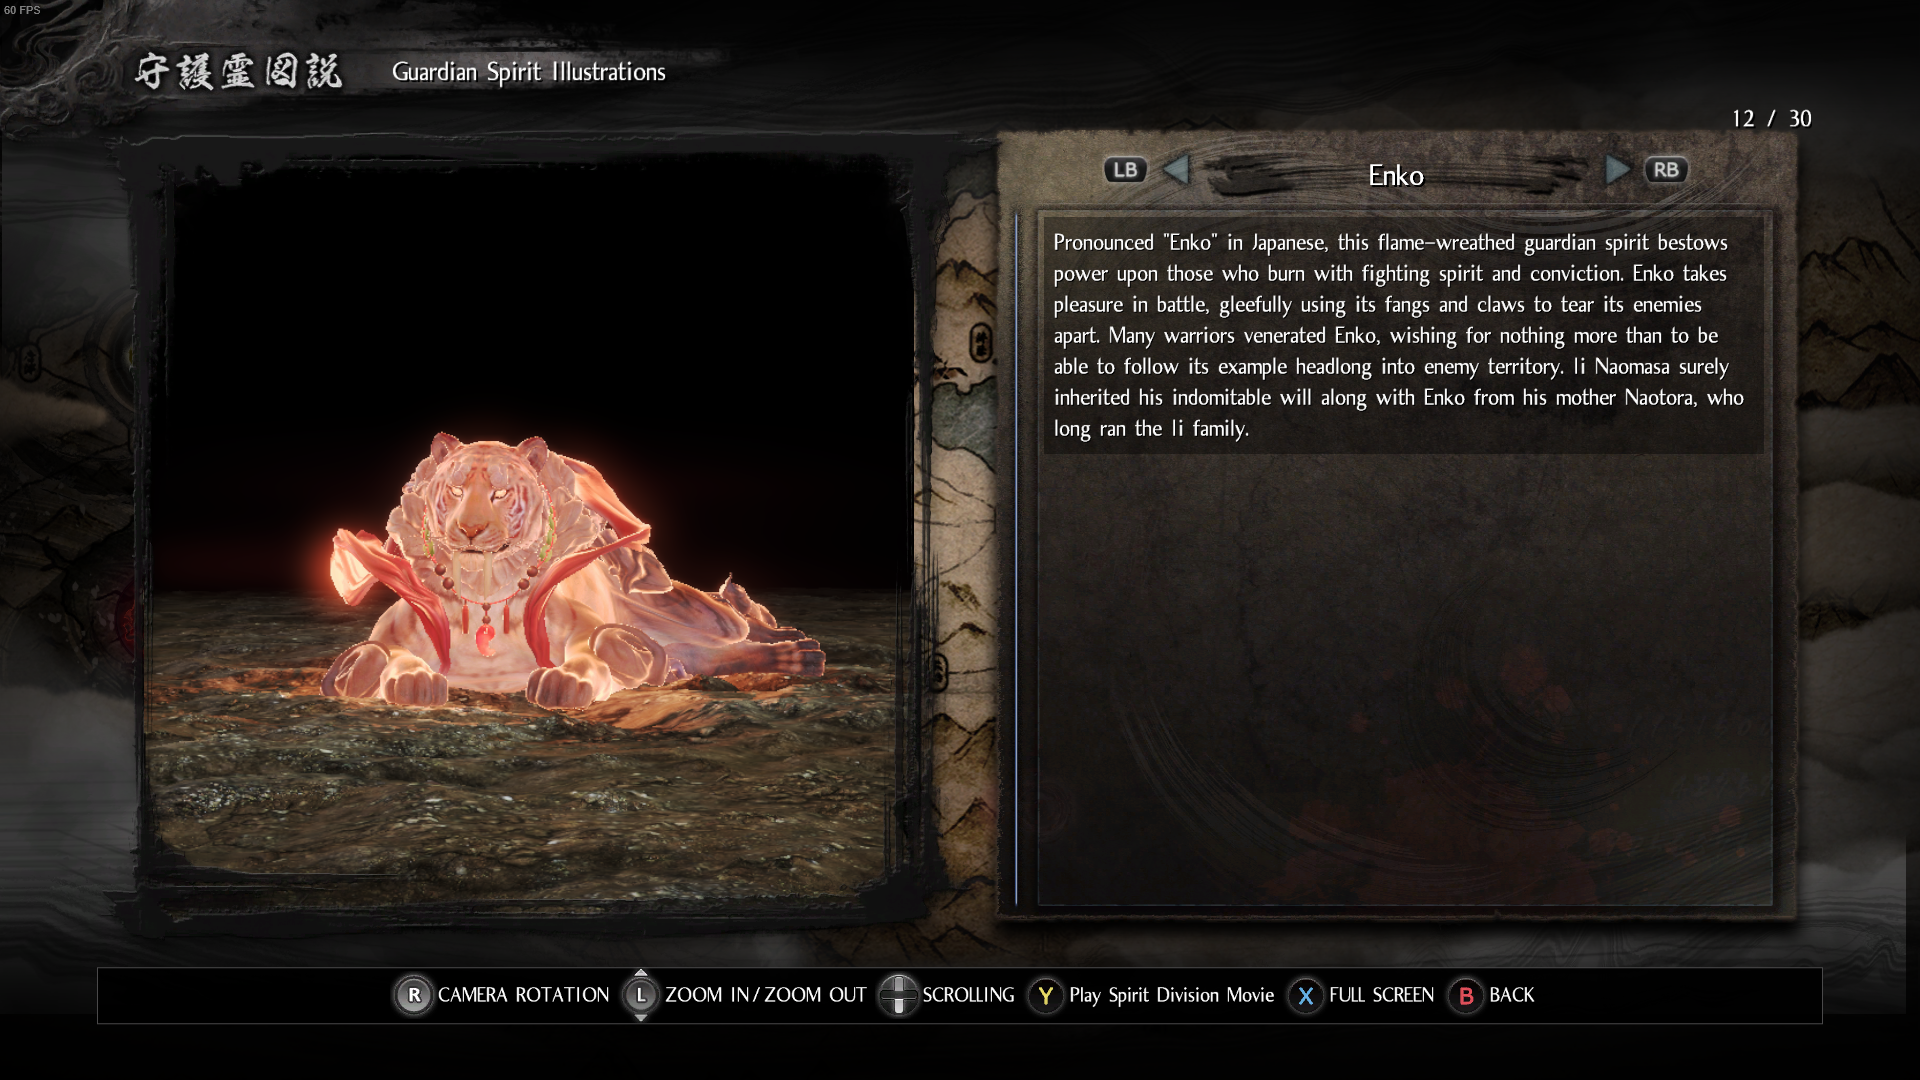 60 FPS
守護霊図説
Guardian Spirit Illustrations
12 / 30
LB
Enko
RB
Pronounced "Enko" in Japanese, this flame-wreathed guardian spirit bestows
power upon those who burn with fighting spirit and conviction. Enko takes
pleasure in battle, gleefully using its fangs and claws to tear its enemies
apart. Many warriors venerated Enko, wishing for nothing more than to be
able to follow its example headlong into enemy territory. Ii Naomasa surely
inherited his indomitable will along with Enko from his mother Naotora, who
long ran the Ii family.
R CAMERA ROTATION L ZOOM IN/ZOOM OUT SCROLLING Y Play Spirit Division Movie X FULL SCREEN B BACK